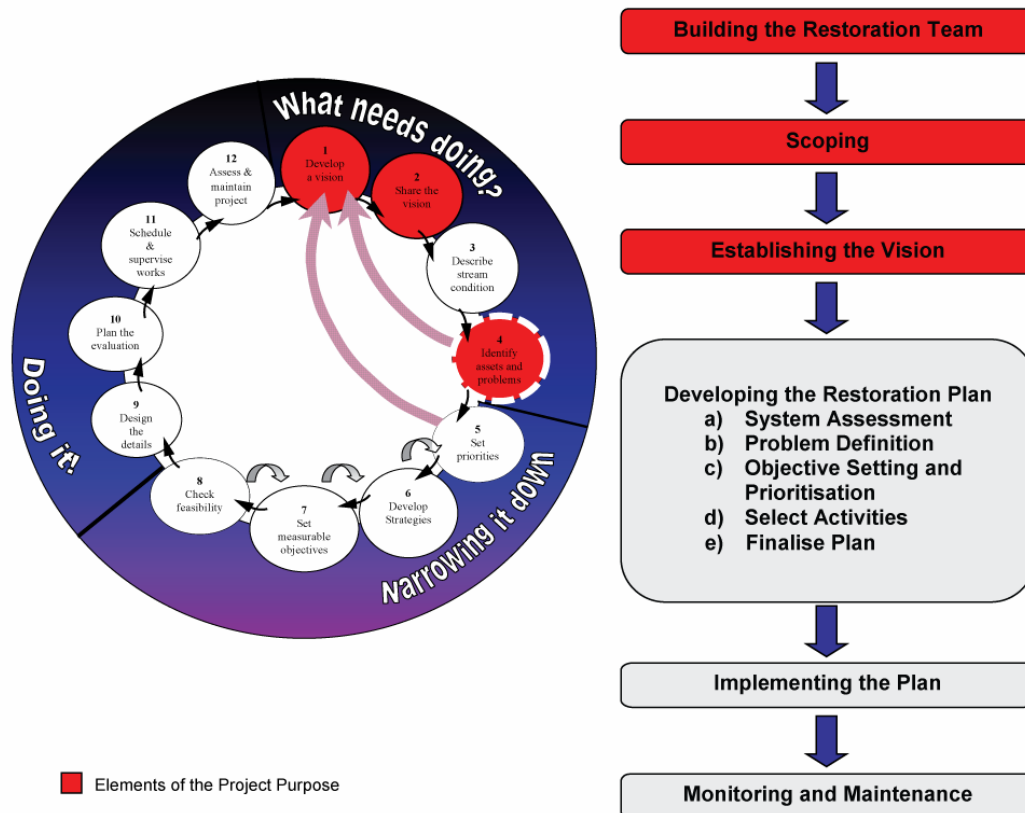 What needs doing?
1
Develop
a vision
2
Share the
vision
3
Describe
stream
condition
4
Identify
assets and
problems
Narrowing it down
5
Set
priorities
6
Develop
Strategies
7
Set
measurable
objectives
8
Check
feasibility
Doing it!
9
Design
the
details
10
Plan the
evaluation
11
Schedule
&
supervise
works
12
Assess &
maintain
project
Elements of the Project Purpose
Building the Restoration Team
Scoping
Establishing the Vision
Developing the Restoration Plan
a) System Assessment
b) Problem Definition
c) Objective Setting and
Prioritisation
d) Select Activities
e) Finalise Plan
Implementing the Plan
Monitoring and Maintenance